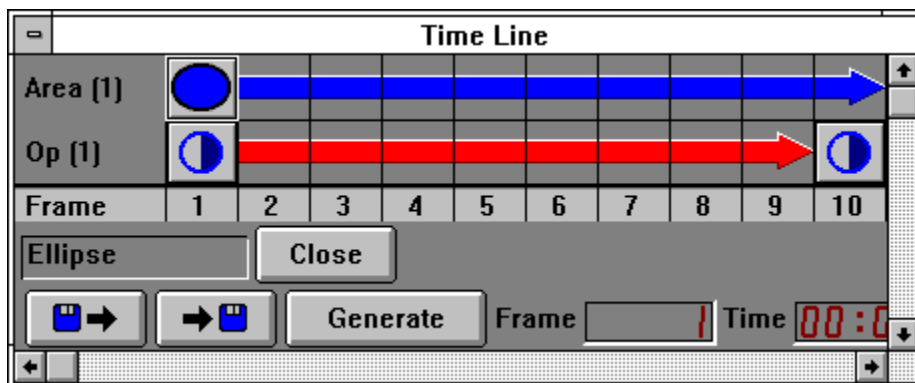 Time Line
Area (1)
Op (1)
Frame 1 2 3 4 5 6 7 8 9 10
Ellipse Close
Generate Frame 1 Time 00: